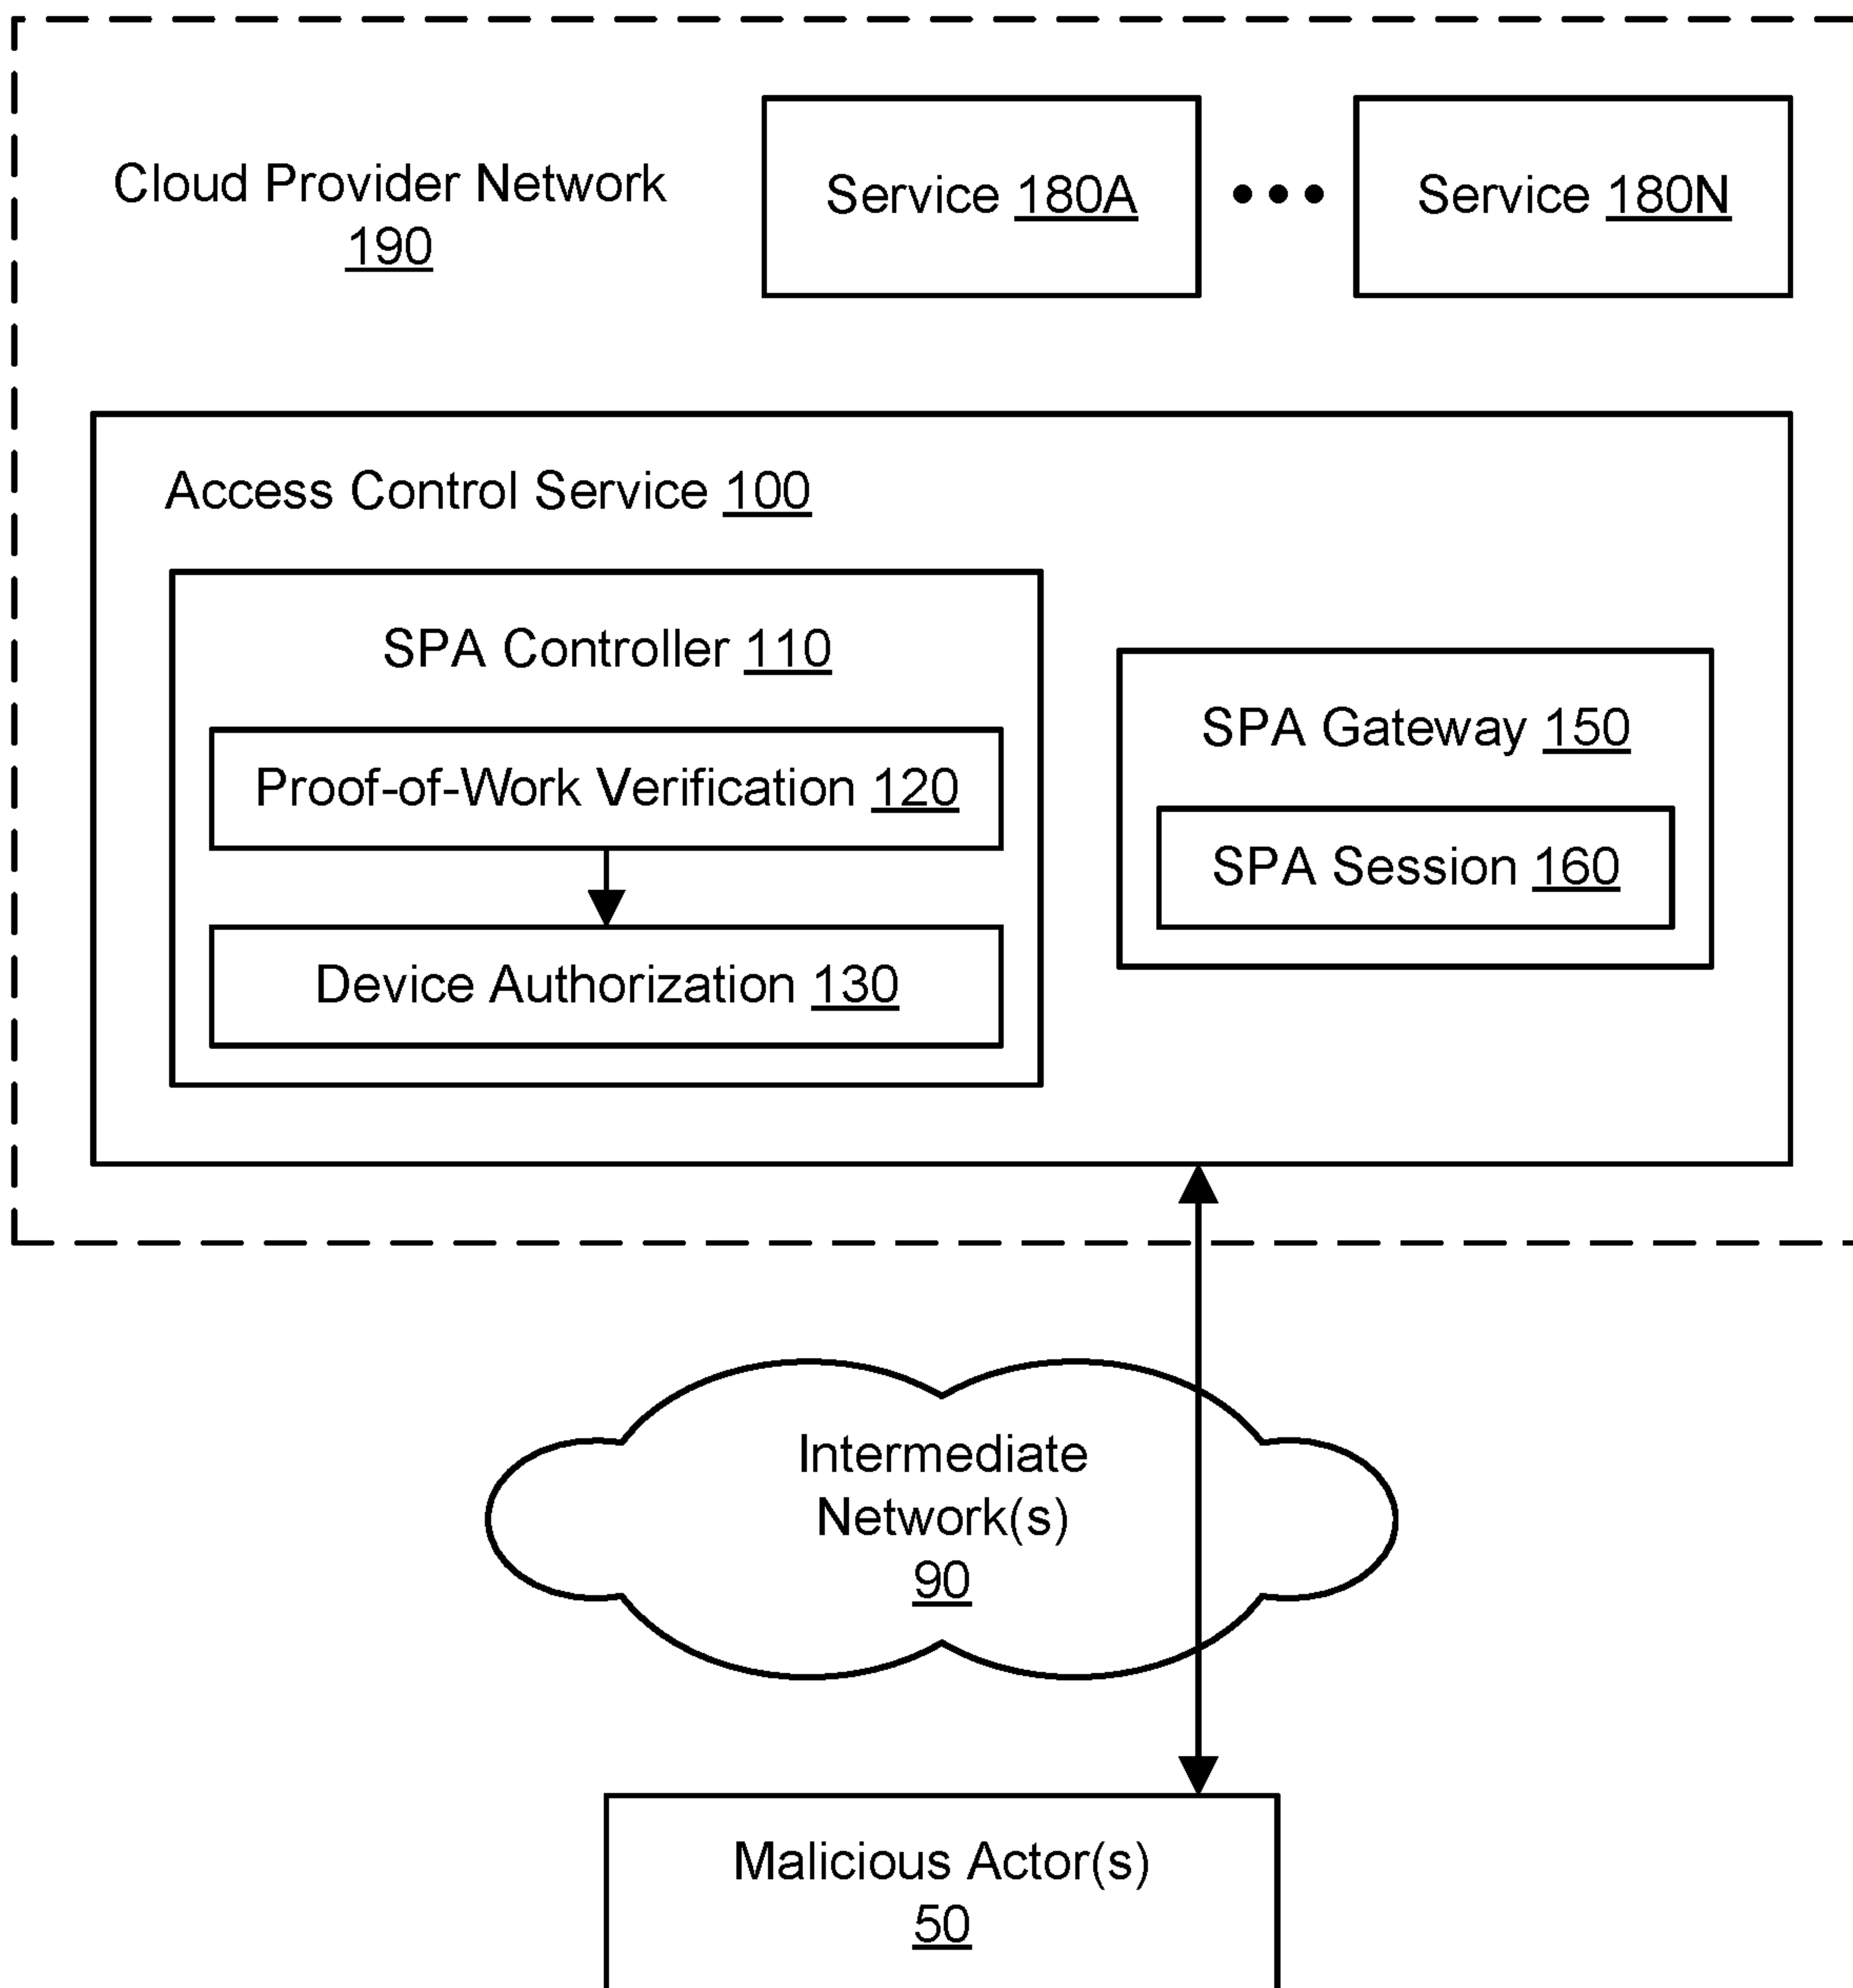 Cloud Provider Network
190
Service 180A
Service 180N
Access Control Service 100
SPA Controller 110
Proof-of-Work Verification 120
Device Authorization 130
SPA Gateway 150
SPA Session 160
Intermediate
Network(s)
90
Malicious Actor(s)
50